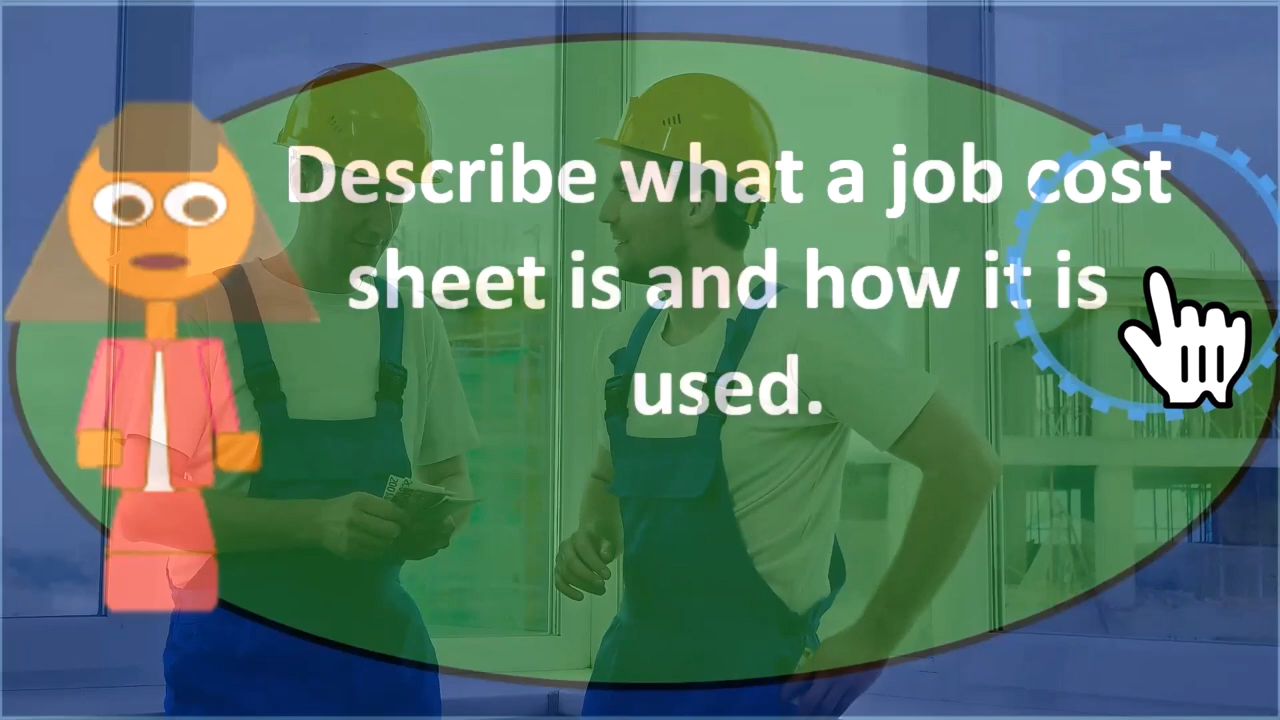 Describe what a job cost
sheet is and how it is
used.